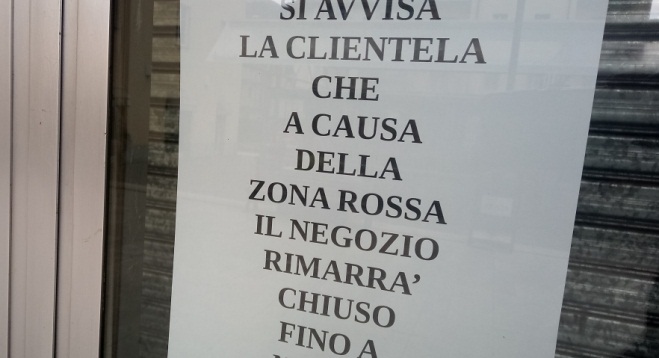 SI AVVISA
LA CLIENTELA
CHE
A CAUSA
DELLA
ZONA ROSSA
IL NEGOZIO
RIMARRA’
CHIUSO
FINO A